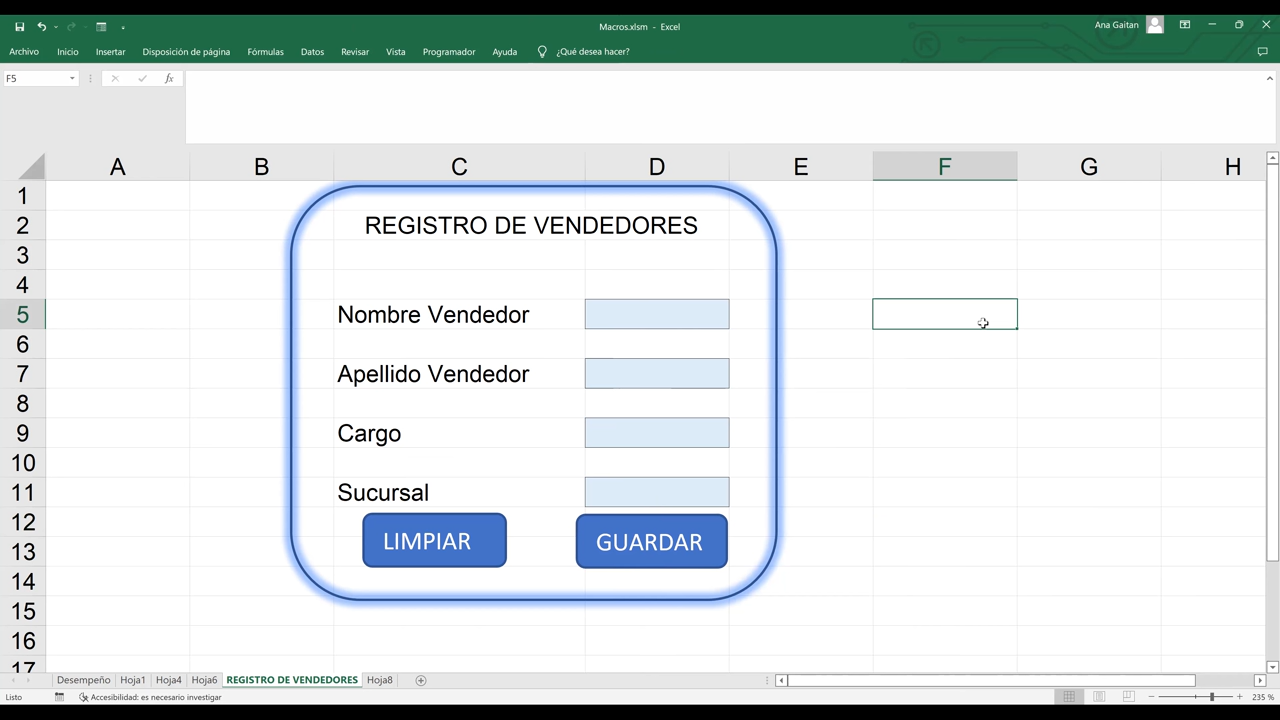 Macros.xlsm - Excel
Ana Gaitan
Archivo Inicio Insertar Disposición de página Fórmulas Datos Revisar Vista Programador Ayuda ¿Qué desea hacer?
F5 fx
A B C D E F G H
1
2 REGISTRO DE VENDEDORES
3
4
5 Nombre Vendedor
6
7 Apellido Vendedor
8
9 Cargo
10
11 Sucursal
12
LIMPIAR GUARDAR
13
14
15
16
17
Desempeño Hoja1 Hoja4 Hoja6 REGISTRO DE VENDEDORES Hoja8
Listo Accesibilidad: es necesario investigar 235 %